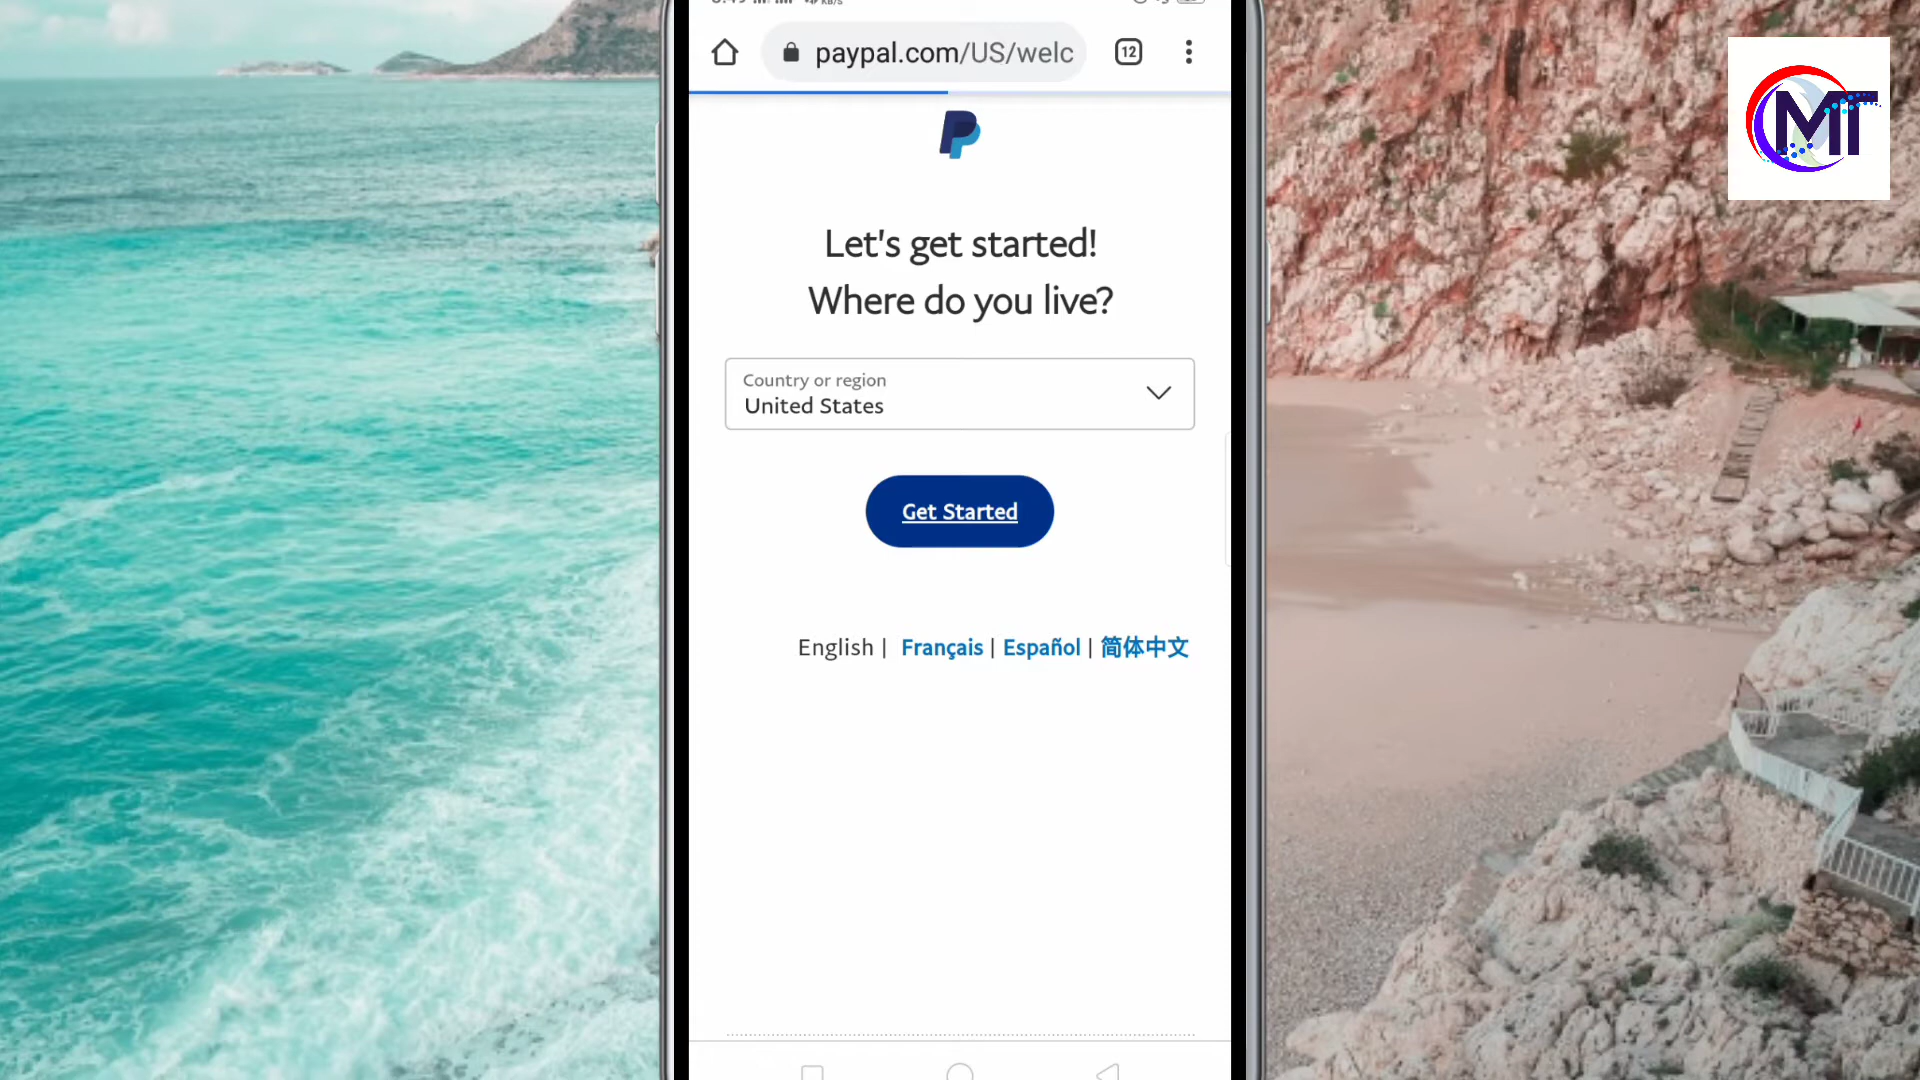 paypal.com/US/welc
12
MT
Let's get started!
Where do you live?
Country or region
United States
Get Started
English | Français | Español | 简体中文